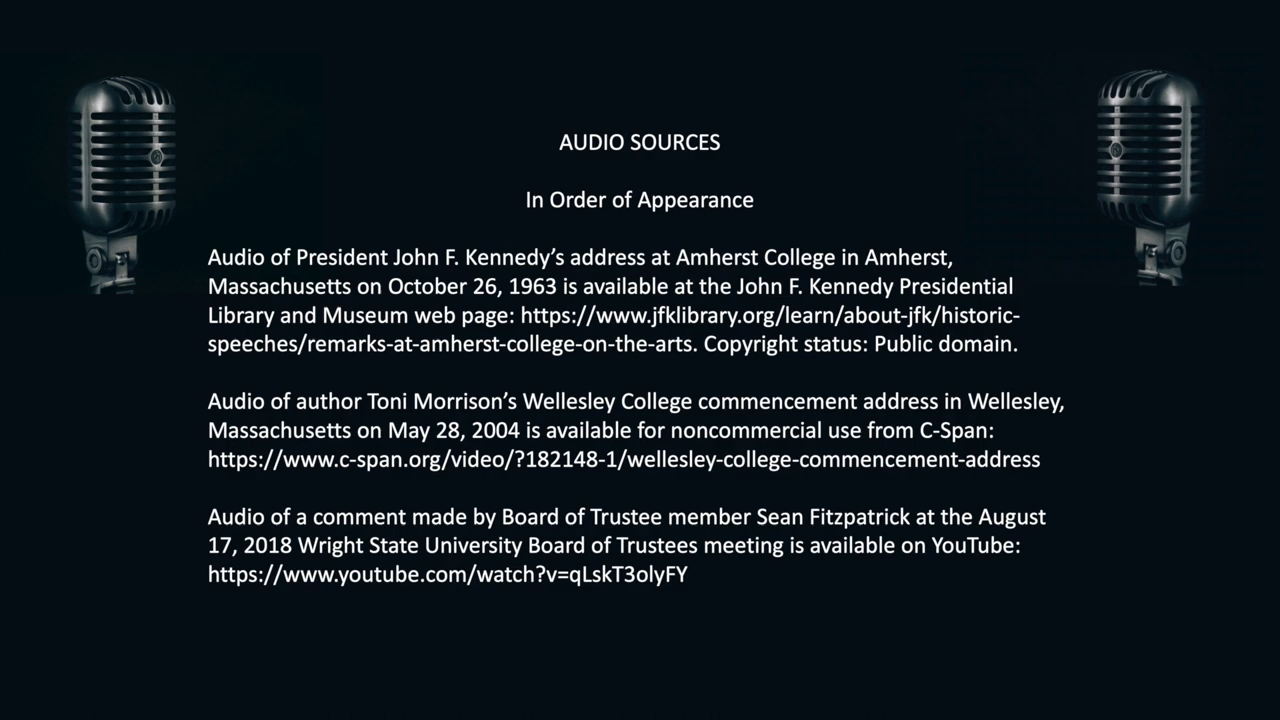 AUDIO SOURCES
In Order of Appearance
Audio of President John F. Kennedy’s address at Amherst College in Amherst,
Massachusetts on October 26, 1963 is available at the John F. Kennedy Presidential
Library and Museum web page: https://www.jfklibrary.org/learn/about-jfk/historic-
speeches/remarks-at-amherst-college-on-the-arts. Copyright status: Public domain.
Audio of author Toni Morrison’s Wellesley College commencement address in Wellesley,
Massachusetts on May 28, 2004 is available for noncommercial use from C-Span:
https://www.c-span.org/video/?182148-1/wellesley-college-commencement-address
Audio of a comment made by Board of Trustee member Sean Fitzpatrick at the August
17, 2018 Wright State University Board of Trustees meeting is available on YouTube:
https://www.youtube.com/watch?v=qLskT3olyFY